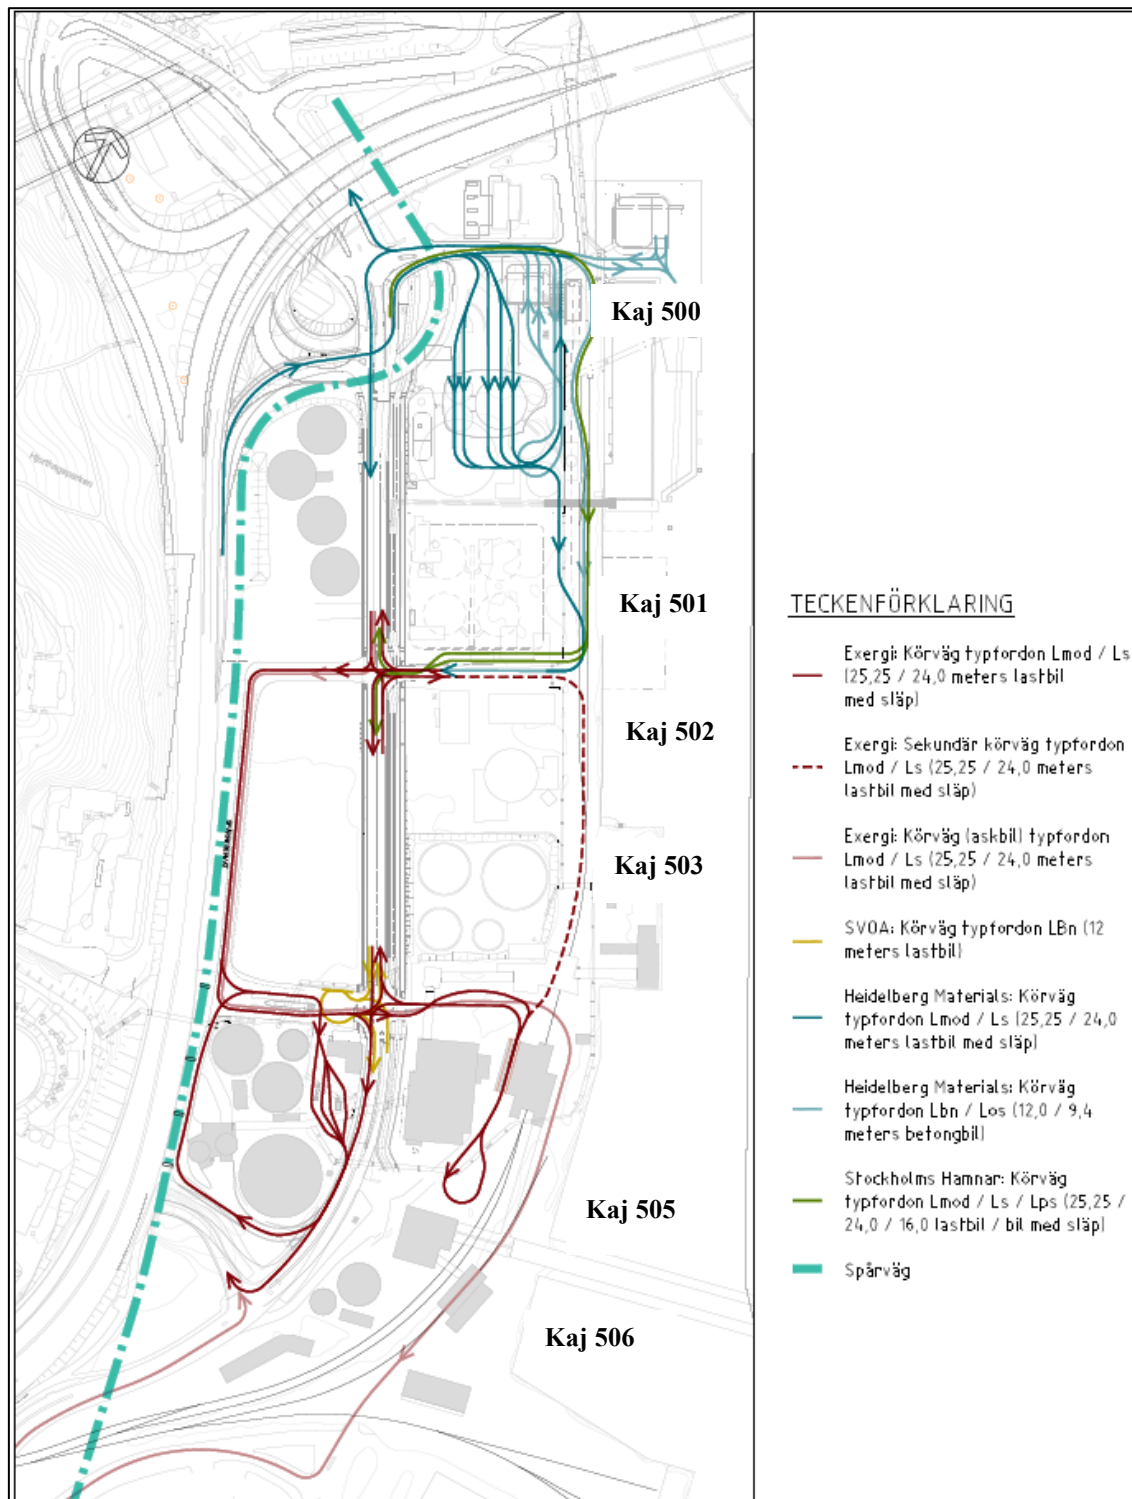 Hjorthagsparken
Kaj 500
Kaj 501
Kaj 502
Kaj 503
Kaj 505
Kaj 506
TECKENFÖRKLARING
Exergi: Körväg typfordon Lmod / Ls
(25,25 / 24,0 meters lastbil
med släp)
Exergi: Sekundär körväg typfordon
Lmod / Ls (25,25 / 24,0 meters
lastbil med släp)
Exergi: Körväg (askbil) typfordon
Lmod / Ls (25,25 / 24,0 meters
lastbil med släp)
SVOA: Körväg typfordon LBn (12
meters lastbil)
Heidelberg Materials: Körväg
typfordon Lmod / Ls (25,25 / 24,0
meters lastbil med släp)
Heidelberg Materials: Körväg
typfordon Lbn / Los (12,0 / 9,4
meters betongbil)
Stockholms Hamnar: Körväg
typfordon Lmod / Ls / Lps (25,25 /
24,0 / 16,0 lastbil / bil med släp)
Spårväg